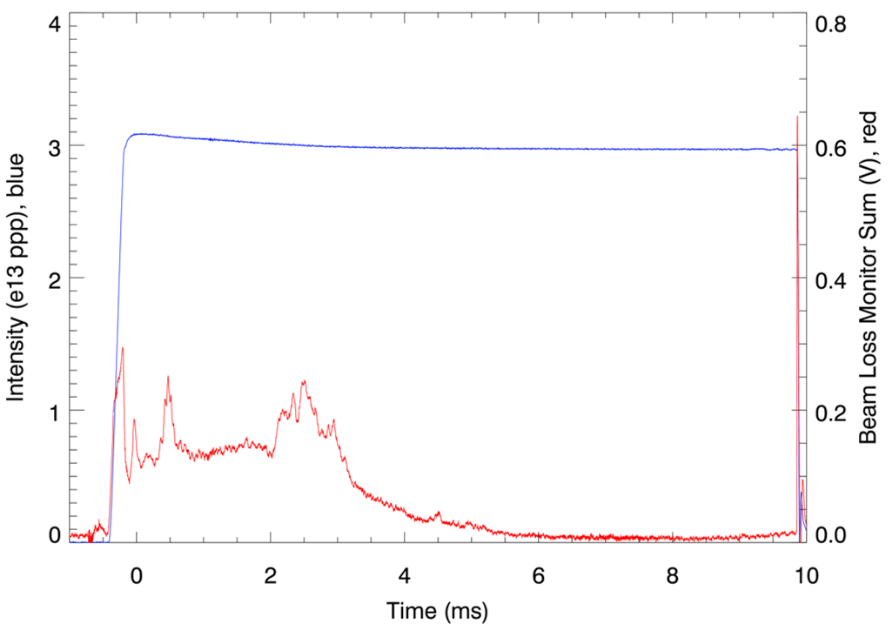 4
3
2
1
0
Intensity (e13 ppp), blue
0.8
0.6
0.4
0.2
0.0
Beam Loss Monitor Sum (V), red
0 2 4 6 8 10
Time (ms)